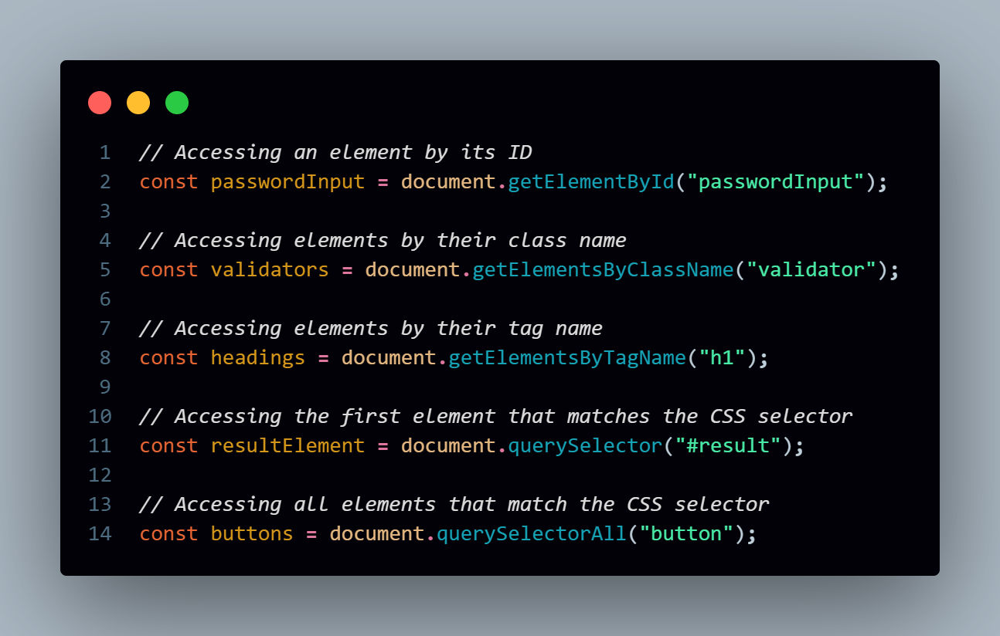 1 // Accessing an element by its ID
2 const passwordInput = document.getElementById("passwordInput");
3
4 // Accessing elements by their class name
5 const validators = document.getElementsByClassName("validator");
6
7 // Accessing elements by their tag name
8 const headings = document.getElementsByTagName("h1");
9
10 // Accessing the first element that matches the CSS selector
11 const resultElement = document.querySelector("#result");
12
13 // Accessing all elements that match the CSS selector
14 const buttons = document.querySelectorAll("button");